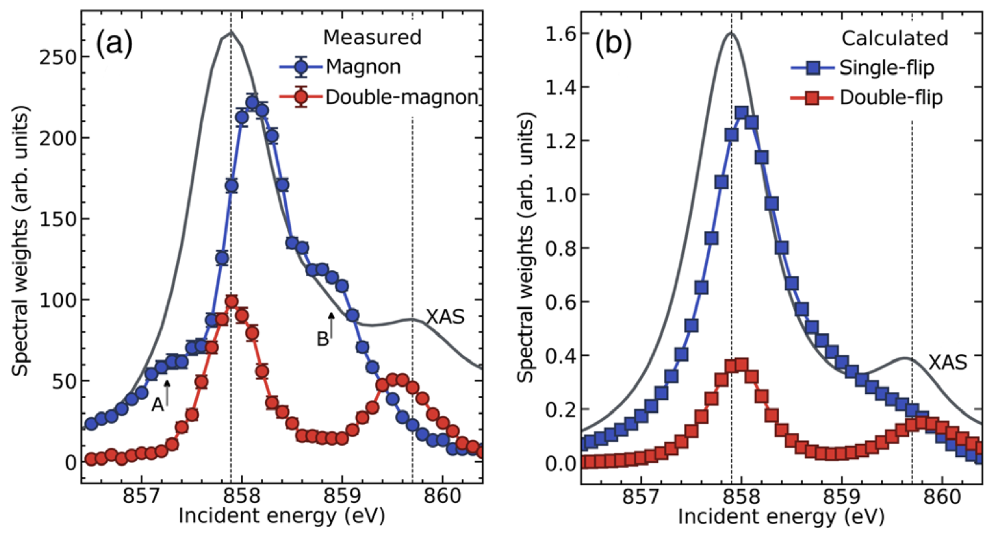 (a)
Measured
Magnon
Double-magnon
Spectral weights (arb. units)
250
200
150
100
50
0
A
B
XAS
857
858
859
860
Incident energy (eV)
(b)
Calculated
Single-flip
Double-flip
Spectral weights (arb. units)
1.6
1.4
1.2
1.0
0.8
0.6
0.4
0.2
0.0
XAS
857
858
859
860
Incident energy (eV)